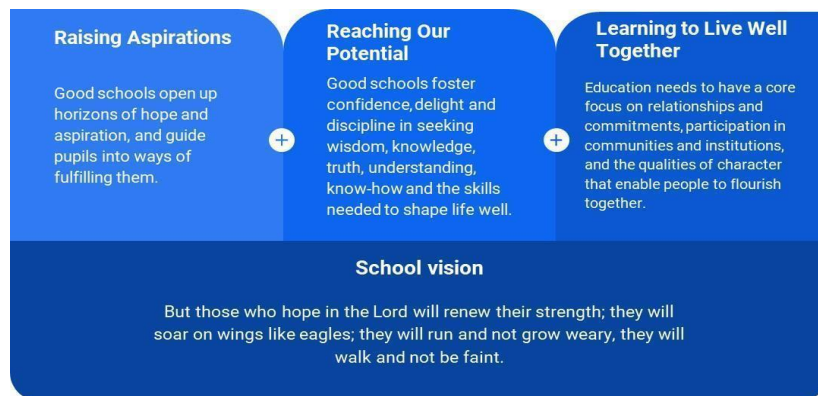 Raising Aspirations
Good schools open up
horizons of hope and
aspiration, and guide
pupils into ways of
fulfilling them.
+
Reaching Our
Potential
Good schools foster
confidence, delight and
discipline in seeking
wisdom, knowledge,
truth, understanding,
know-how and the skills
needed to shape life well.
+
Learning to Live Well
Together
Education needs to have a core
focus on relationships and
commitments, participation in
communities and institutions,
and the qualities of character
that enable people to flourish
together.
School vision
But those who hope in the Lord will renew their strength; they will
soar on wings like eagles; they will run and not grow weary, they will
walk and not be faint.